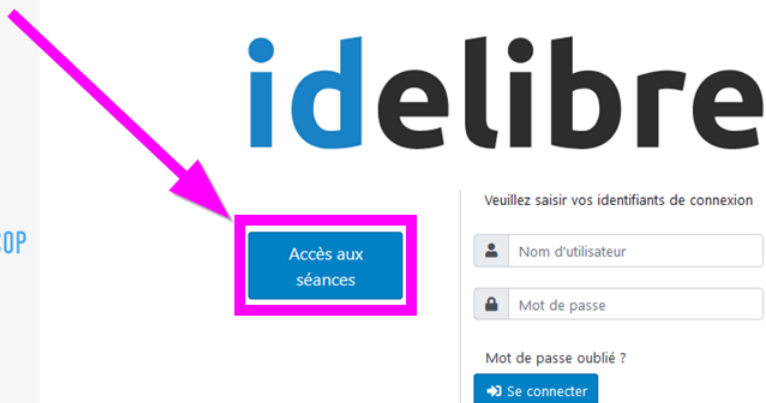 idelibre
Veuillez saisir vos identifiants de connexion
Accès aux
séances
Nom d'utilisateur
Mot de passe
Mot de passe oublié ?
Se connecter